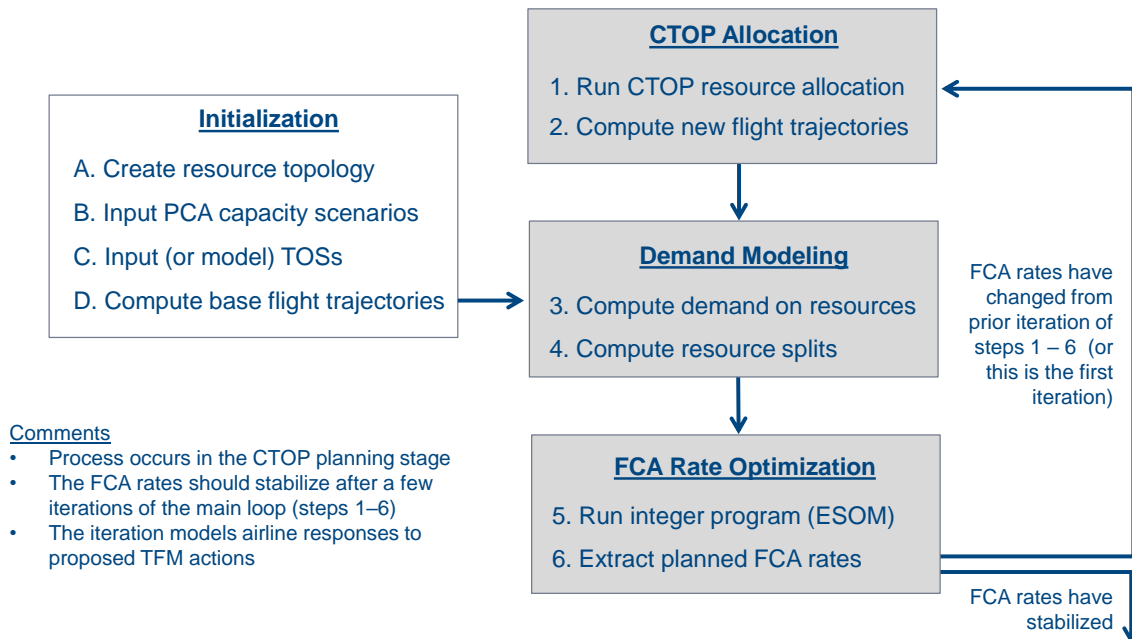 CTOP Allocation
1. Run CTOP resource allocation
2. Compute new flight trajectories
Initialization
A. Create resource topology
B. Input PCA capacity scenarios
C. Input (or model) TOSs
D. Compute base flight trajectories
Demand Modeling
3. Compute demand on resources
4. Compute resource splits
FCA rates have
changed from
prior iteration of
steps 1 – 6 (or
this is the first
iteration)
Comments
• Process occurs in the CTOP planning stage
• The FCA rates should stabilize after a few
iterations of the main loop (steps 1–6)
• The iteration models airline responses to
proposed TFM actions
FCA Rate Optimization
5. Run integer program (ESOM)
6. Extract planned FCA rates
FCA rates have
stabilized